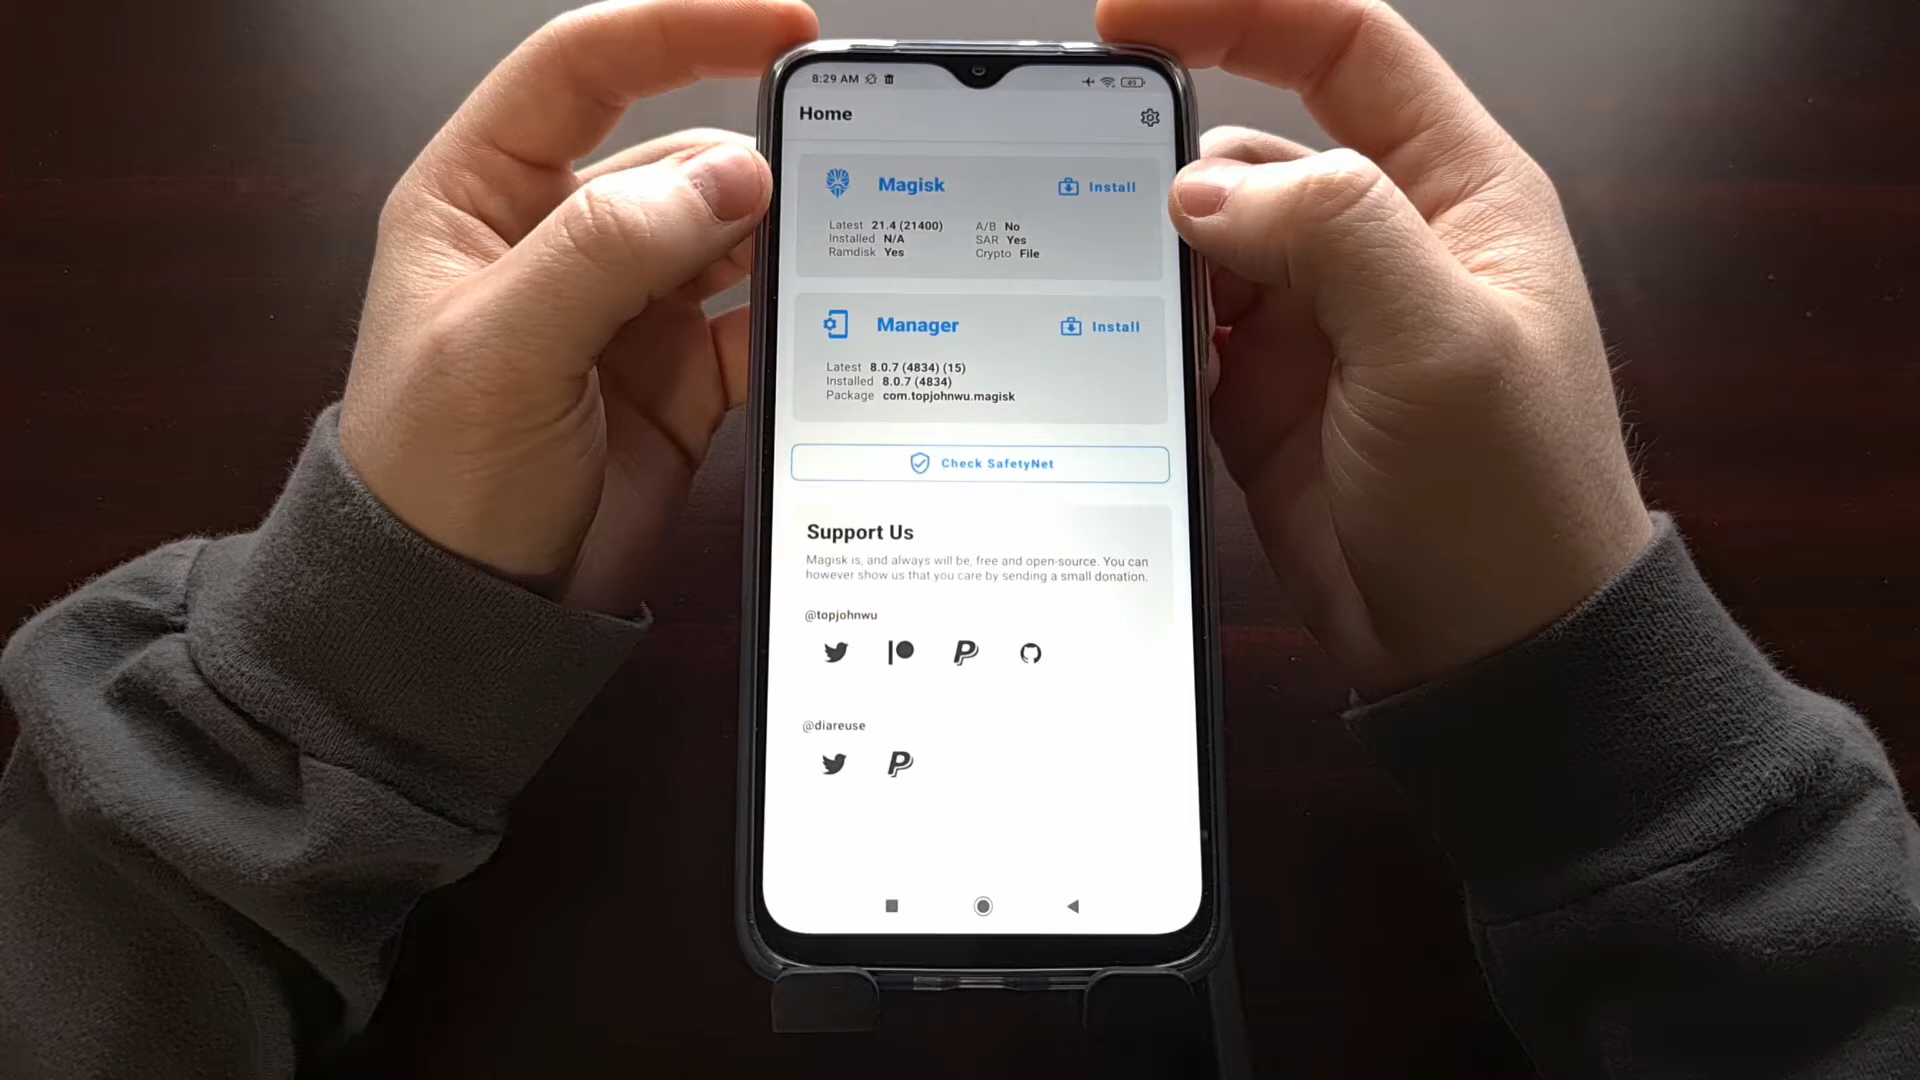 8:29 AM
49
Home
Magisk
Install
Latest 21.4 (21400)
A/B No
Installed N/A
SAR Yes
Ramdisk Yes
Crypto File
Manager
Install
Latest 8.0.7 (4834) (15)
Installed 8.0.7 (4834)
Package com.topjohnwu.magisk
Check SafetyNet
Support Us
Magisk is, and always will be, free and open-source. You can
however show us that you care by sending a small donation.
@topjohnwu
@diareuse